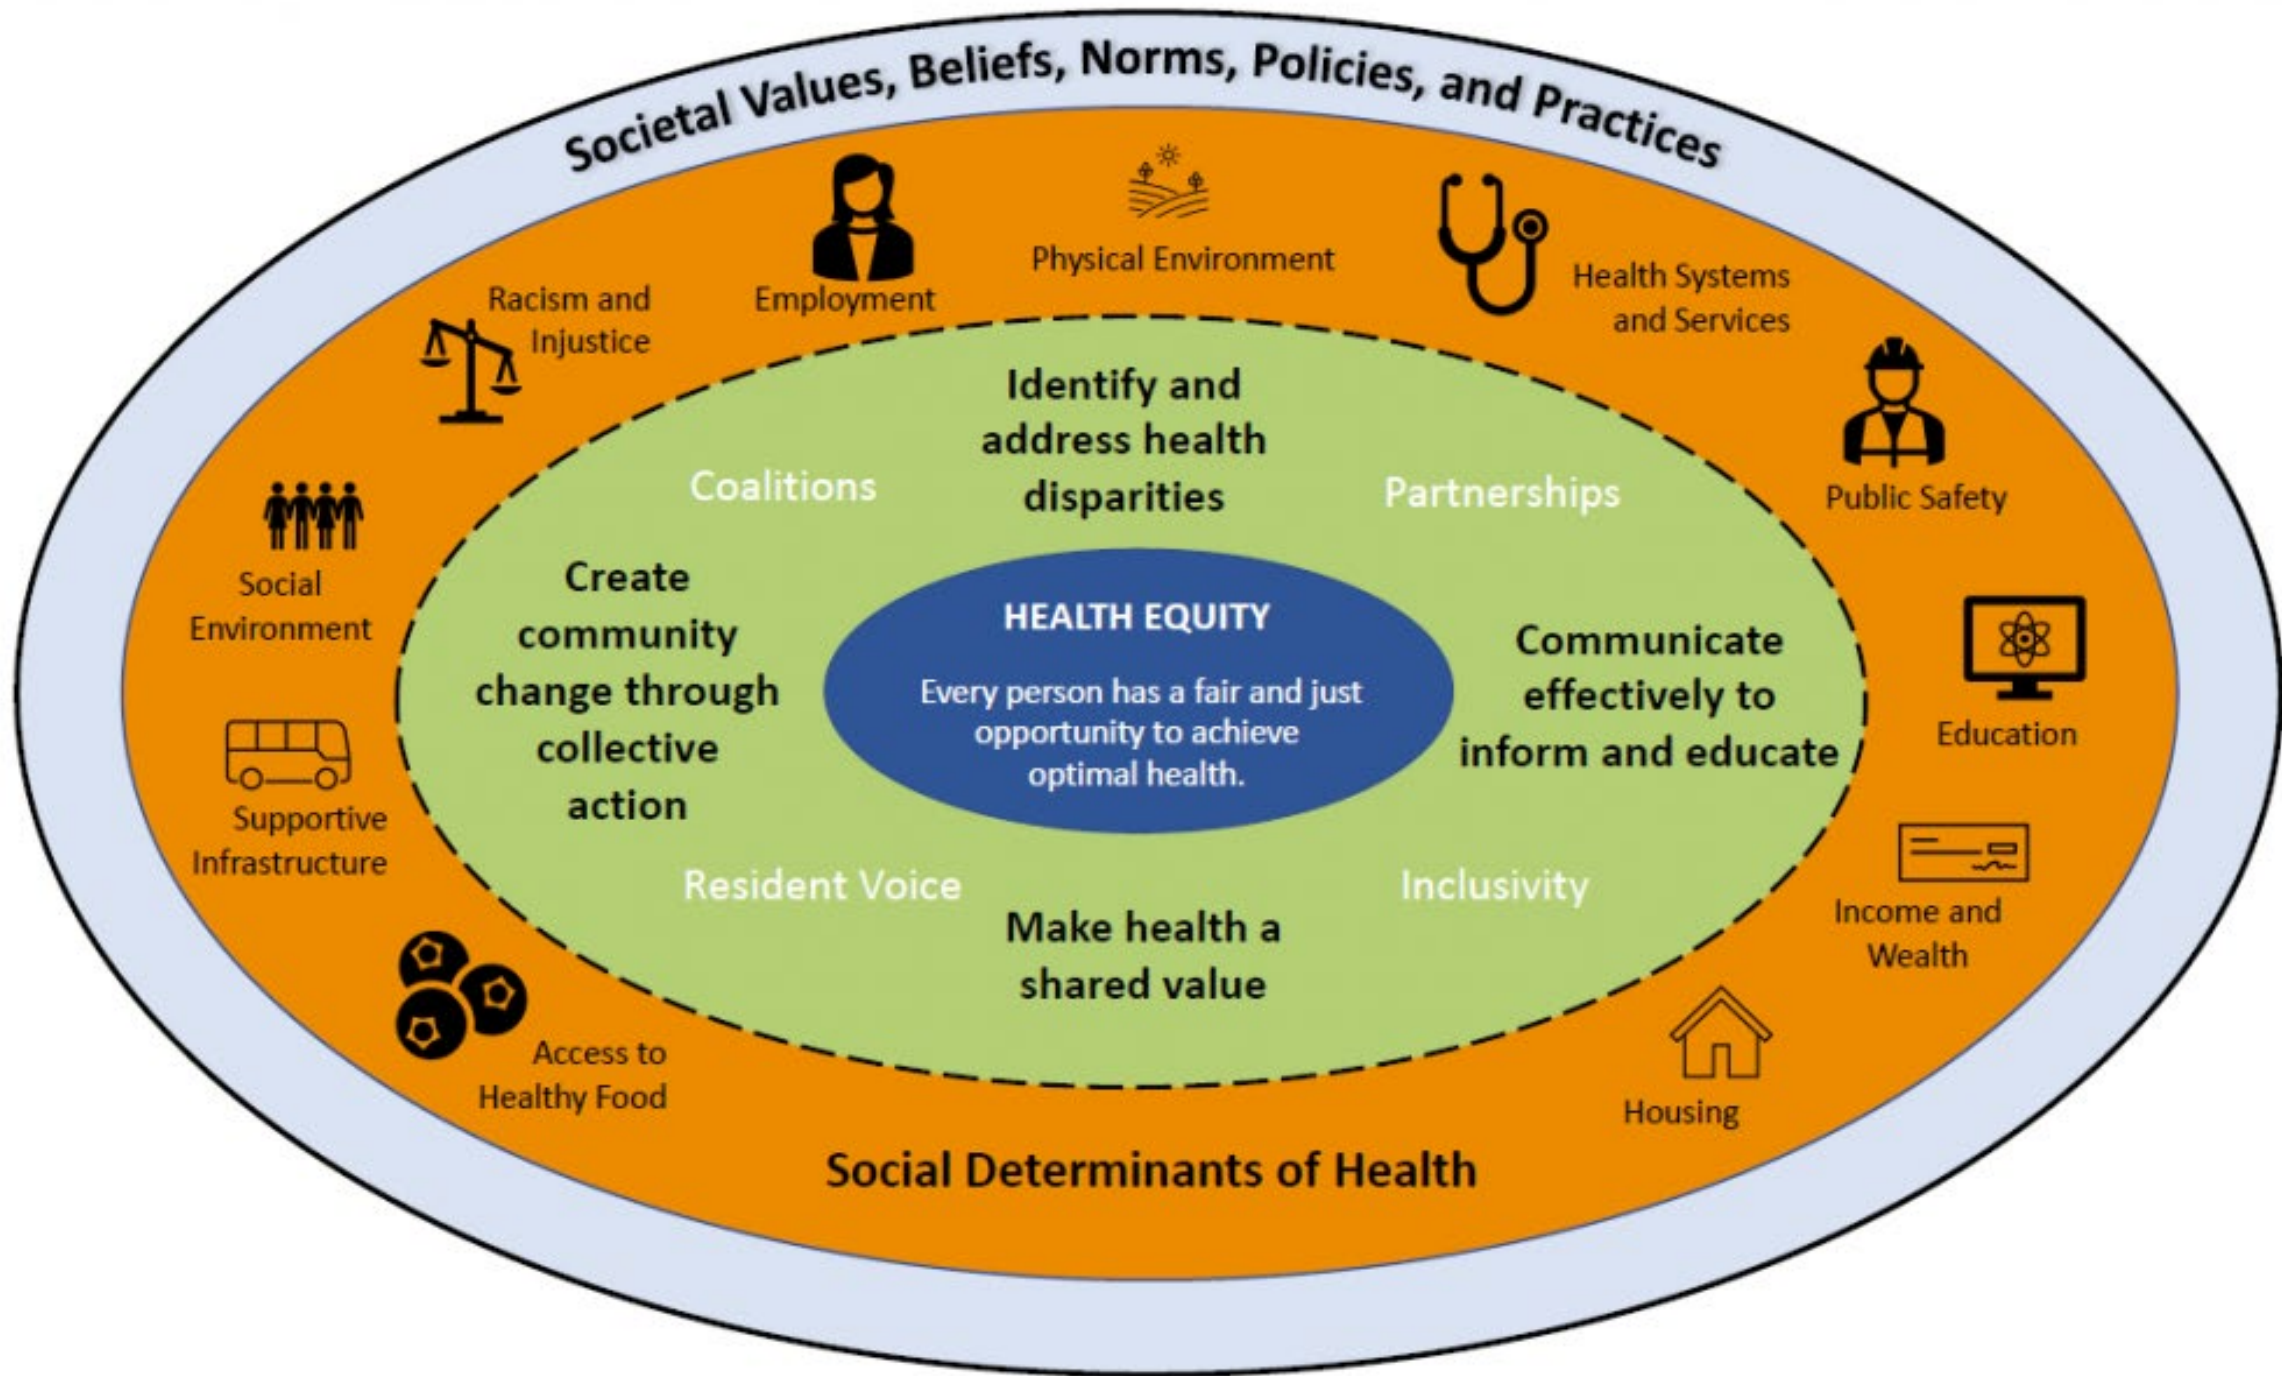 Societal Values, Beliefs, Norms, Policies, and Practices
Physical Environment
Employment
Racism and
Injustice
Health Systems
and Services
Public Safety
Social
Environment
Education
Supportive
Infrastructure
Income and
Wealth
Access to
Healthy Food
Housing
Social Determinants of Health
Identify and
address health
disparities
Coalitions
Partnerships
Create
community
change through
collective
action
HEALTH EQUITY
Every person has a fair and just
opportunity to achieve
optimal health.
Communicate
effectively to
inform and educate
Resident Voice
Inclusivity
Make health a
shared value